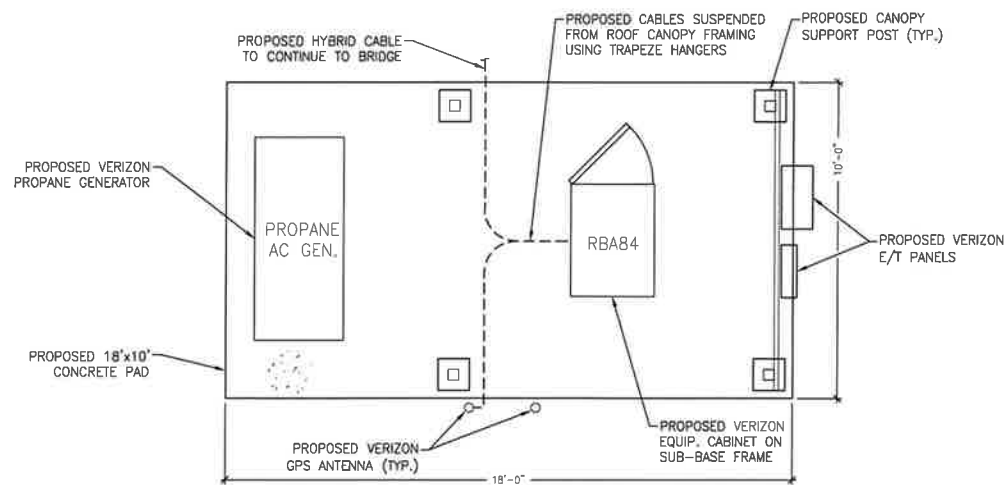 PROPOSED CABLES SUSPENDED
FROM ROOF CANOPY FRAMING
USING TRAPEZE HANGERS
PROPOSED CANOPY
SUPPORT POST (TYP.)
PROPOSED HYBRID CABLE
TO CONTINUE TO BRIDGE
PROPOSED VERIZON
PROPANE GENERATOR
PROPANE
AC GEN.
RBA84
10'-0"
PROPOSED VERIZON
E/T PANELS
PROPOSED 18'x10'
CONCRETE PAD
PROPOSED VERIZON
GPS ANTENNA (TYP.)
PROPOSED VERIZON
EQUIP. CABINET ON
SUB-BASE FRAME
18'-0"